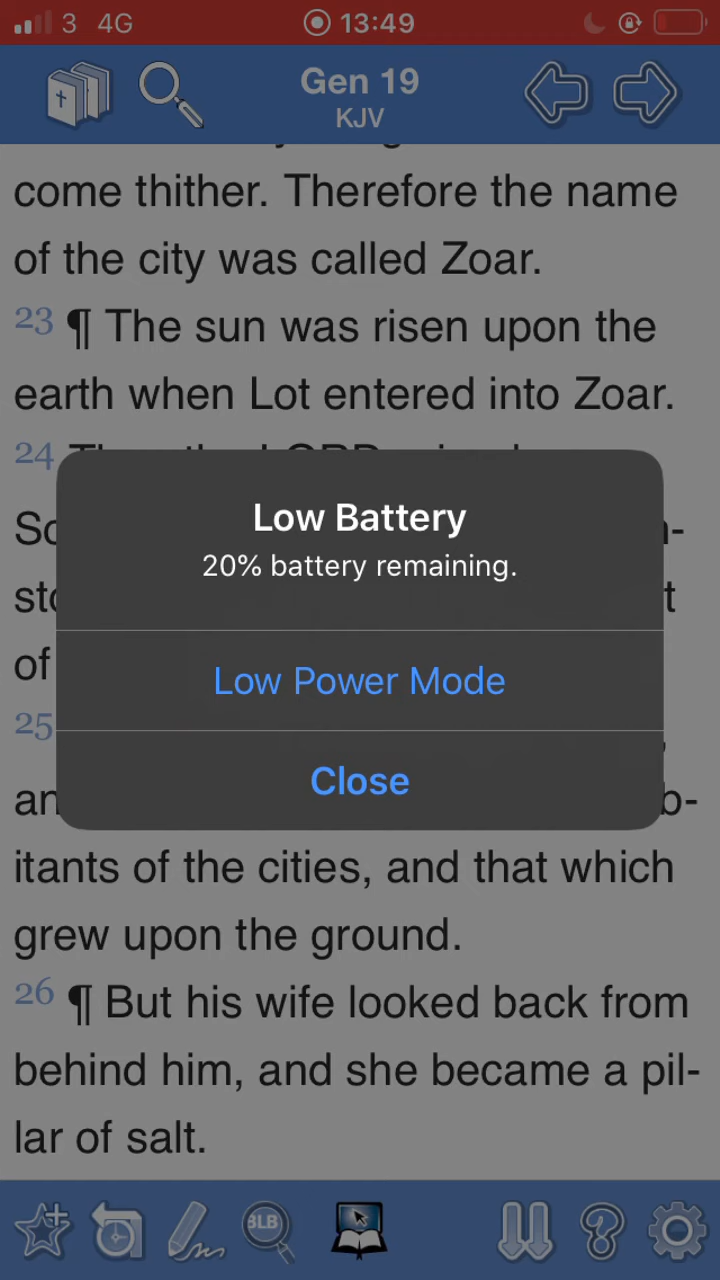 3 4G 13:49
Gen 19
KJV
come thither. Therefore the name
of the city was called Zoar.
23 ¶ The sun was risen upon the
earth when Lot entered into Zoar.
24
Low Battery
20% battery remaining.
of
Low Power Mode
25
Close
itants of the cities, and that which
grew upon the ground.
26 ¶ But his wife looked back from
behind him, and she became a pil-
lar of salt.
BLB